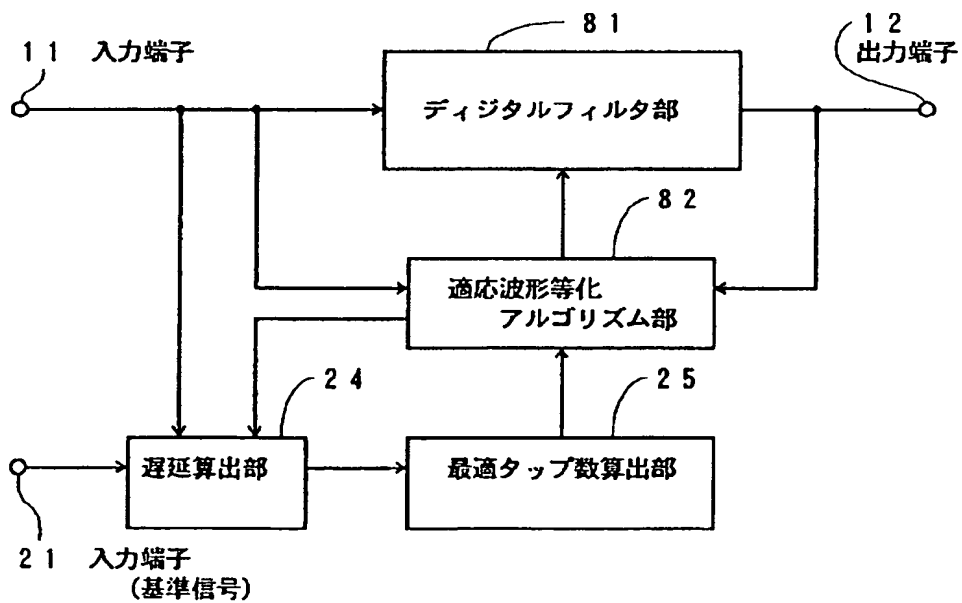 ８１
１２
１１ 入力端子
出力端子
ディジタルフィルタ部
８２
適応波形等化
アルゴリズム部
２４
２５
遅延算出部
最適タップ数算出部
２１ 入力端子
（基準信号）